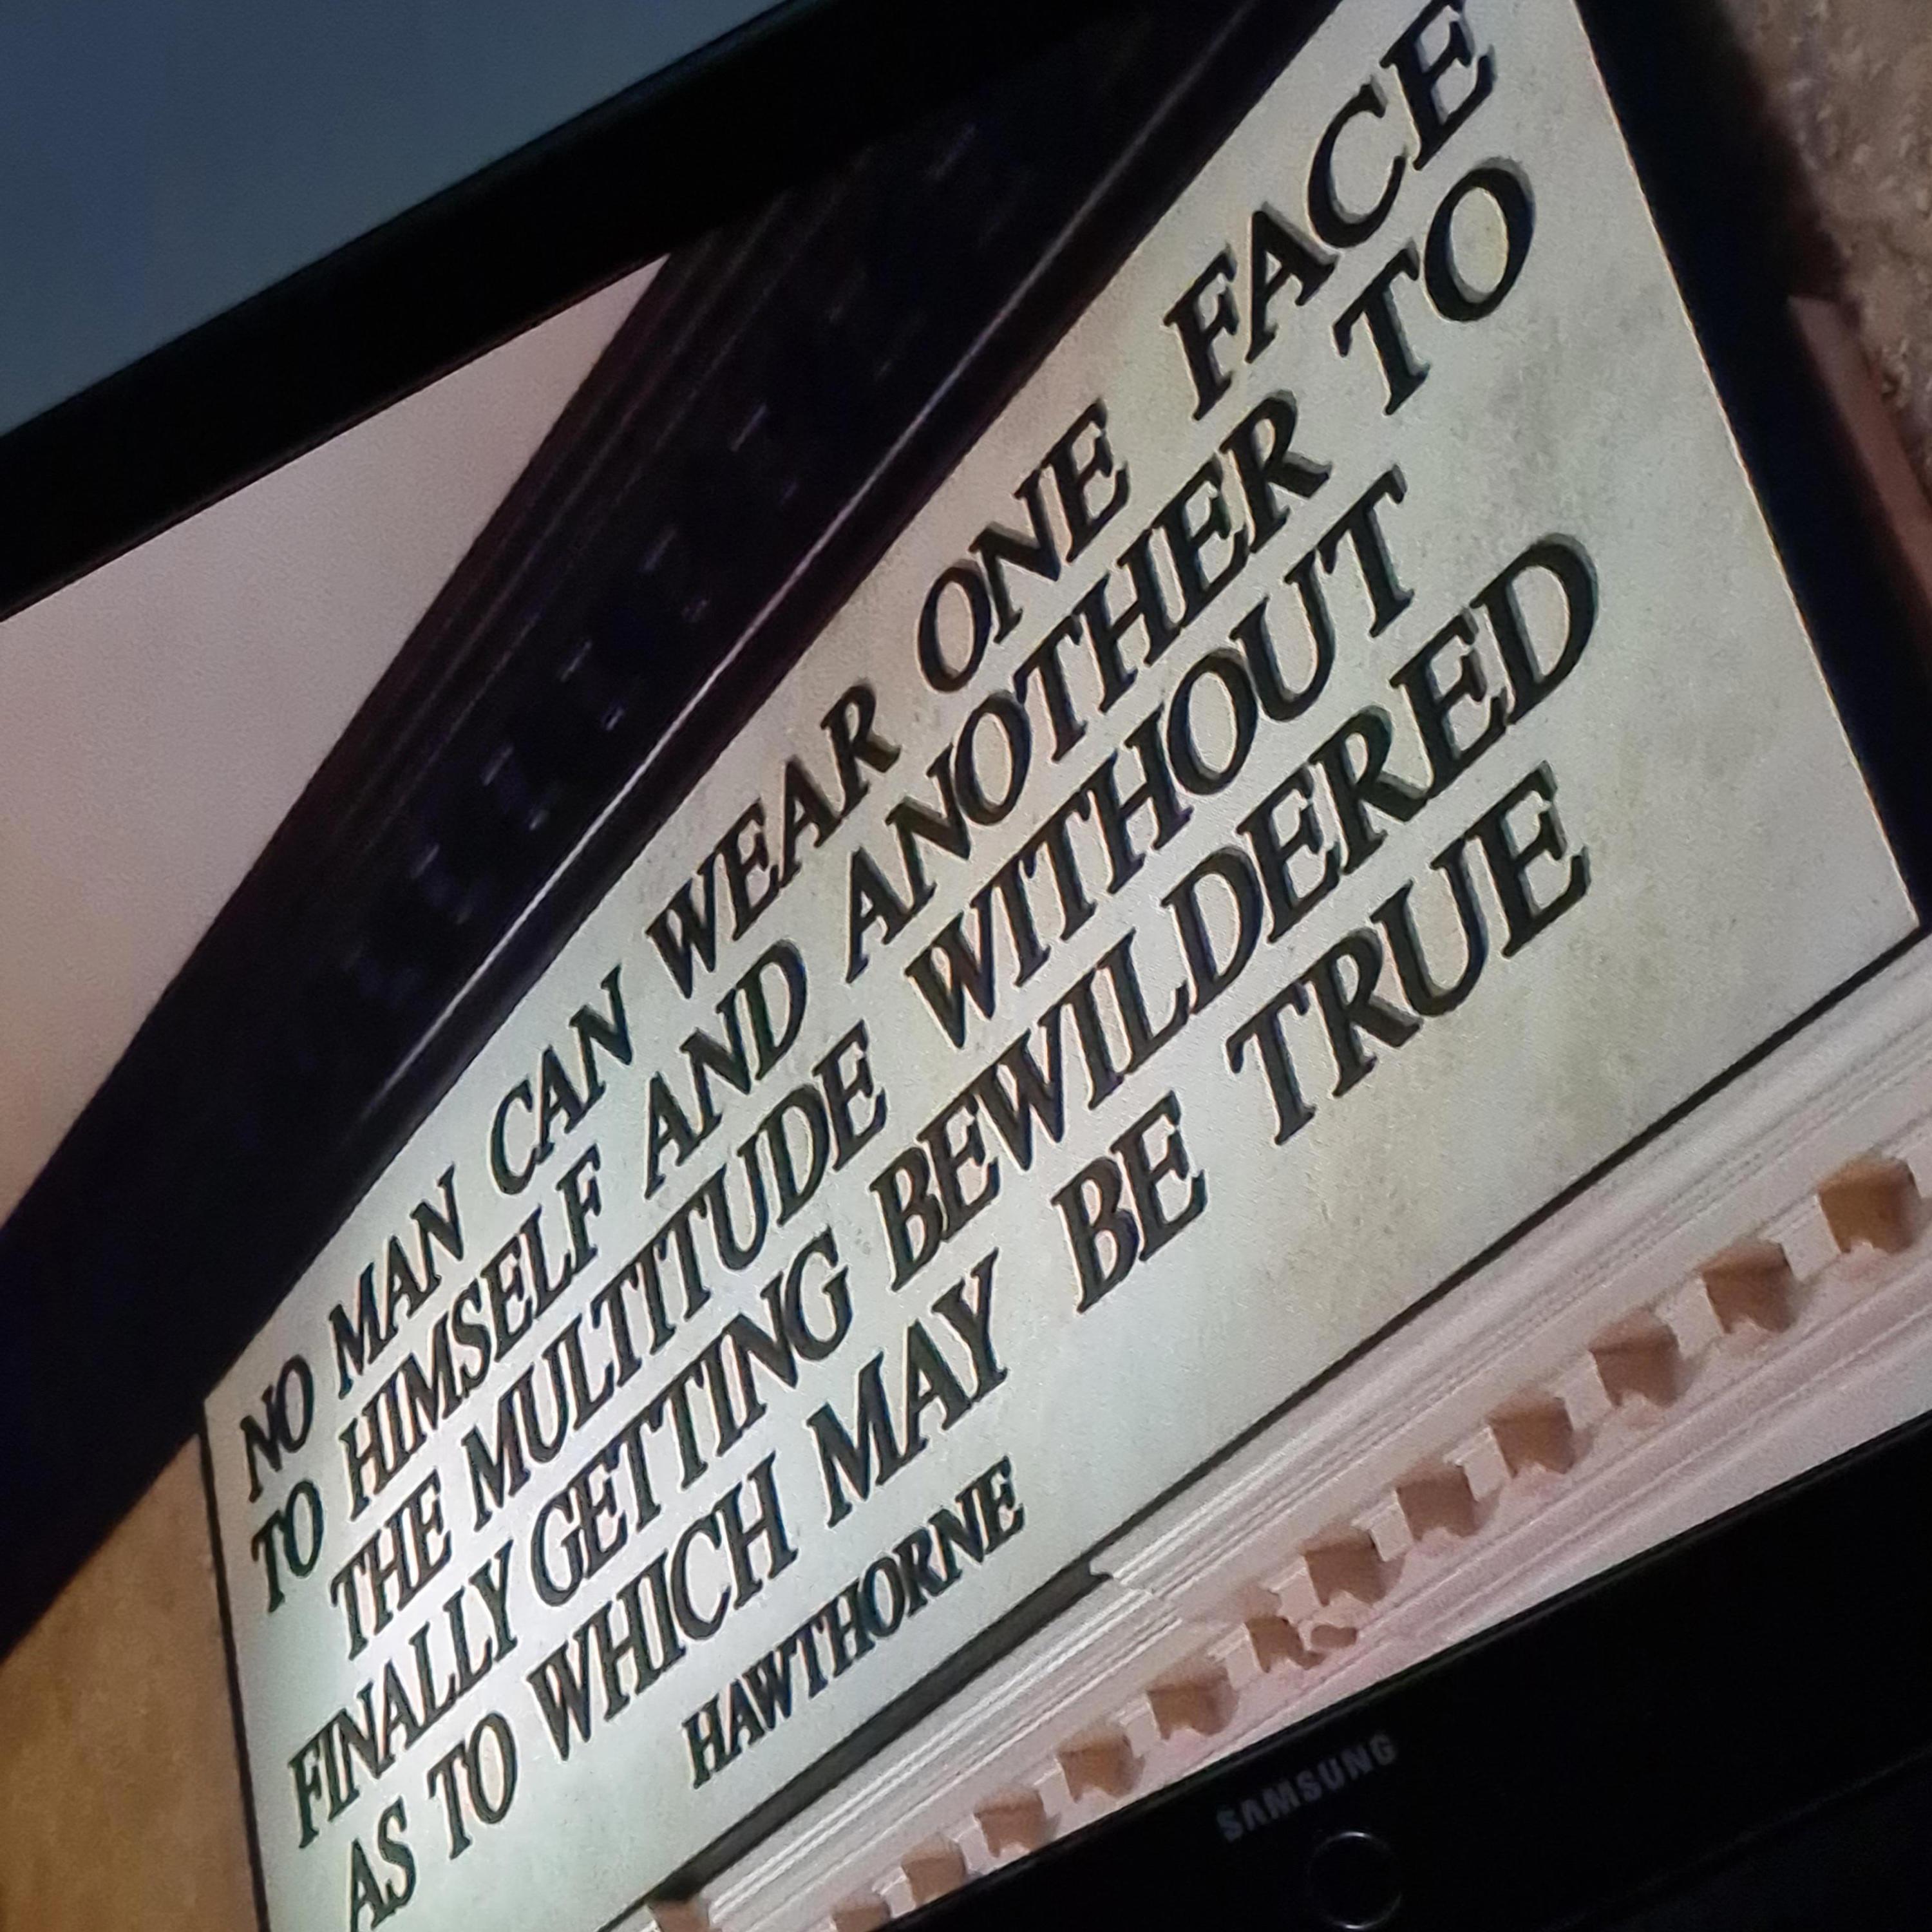 NO MAN CAN WEAR ONE FACE
TO HIMSELF AND ANOTHER TO
THE MULTITUDE WITHOUT
FINALLY GETTING BEWILDERED
AS TO WHICH MAY BE TRUE
HAWTHORNE
SAMSUNG